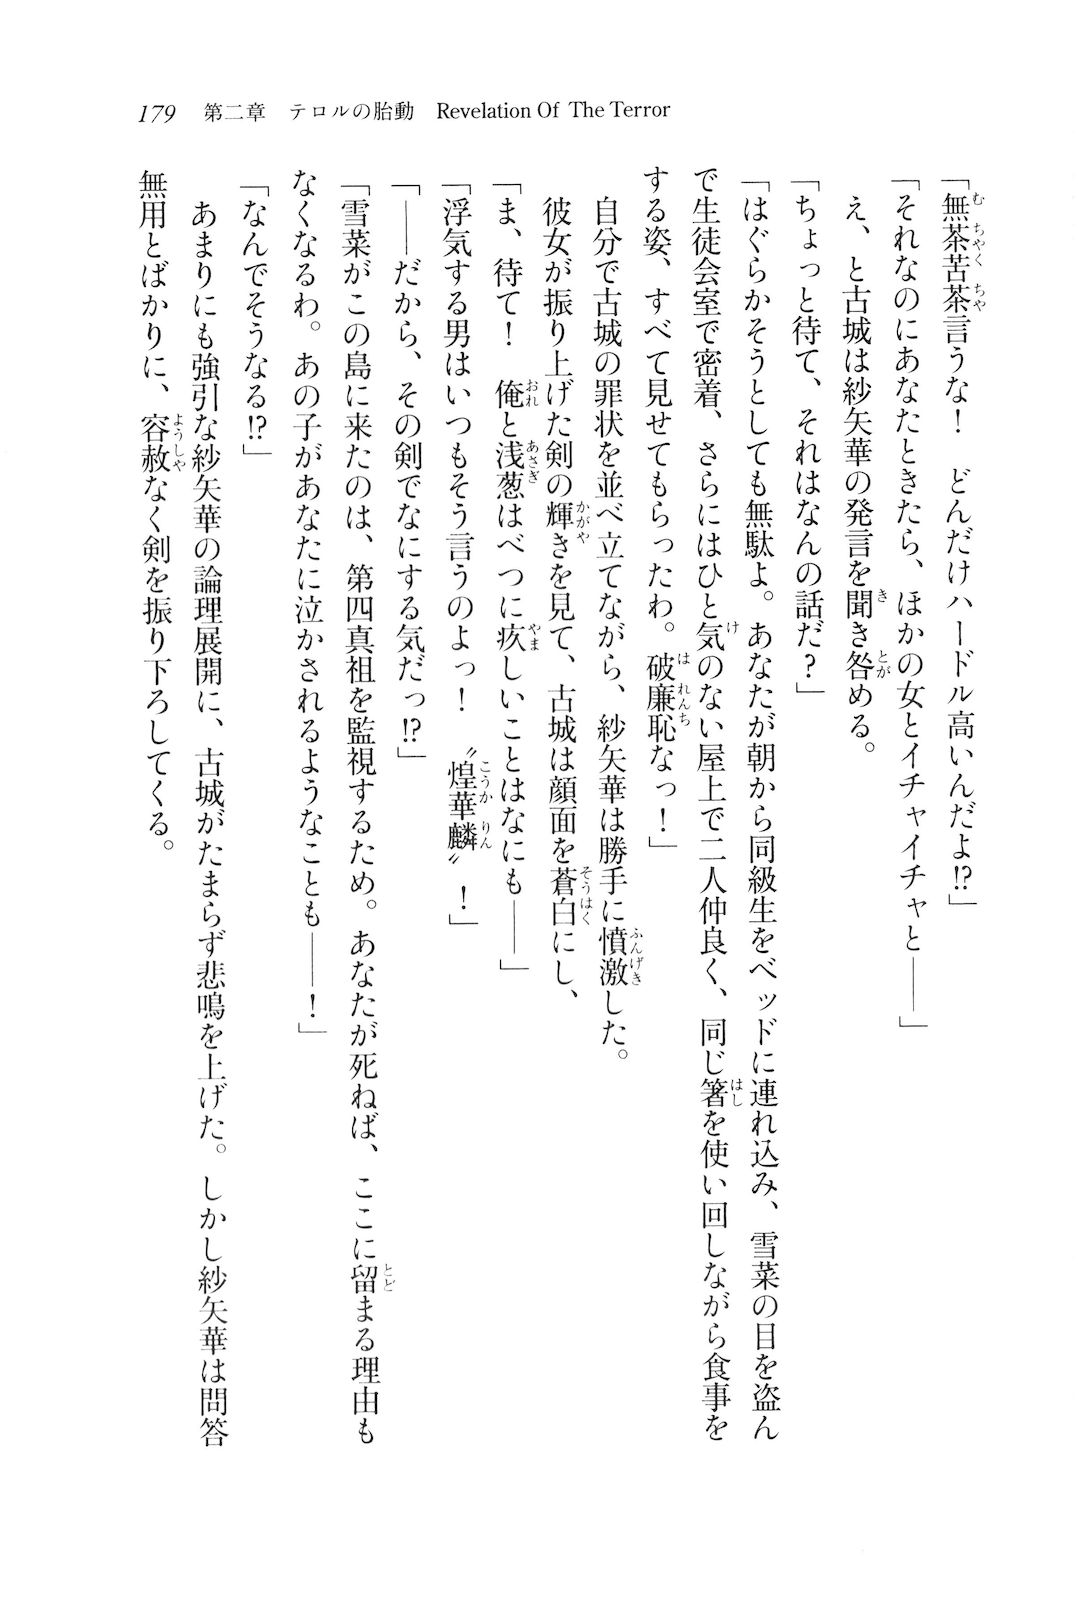 179　第二章　テロルの胎動　Revelation Of The Terror
「無茶苦茶言うな！　どんだけハードル高いんだよ!?」
「それなのにあなたときたら、ほかの女とイチャイチャと――」
　え、と古城は紗矢華の発言を聞き咎める。
「ちょっと待て、それはなんの話だ？」
「はぐらかそうとしても無駄よ。あなたが朝から同級生をベッドに連れ込み、雪菜の目を盗ん
で生徒会室で密着、さらにはひと気のない屋上で二人仲良く、同じ箸を使い回しながら食事を
する姿、すべて見せてもらったわ。破廉恥なっ！」
　自分で古城の罪状を並べ立てながら、紗矢華は勝手に憤激した。
　彼女が振り上げた剣の輝きを見て、古城は顔面を蒼白にし、
「ま、待て！　俺と浅葱はべつに疚しいことはなにも――」
「浮気する男はいつもそう言うのよっ！　〝煌華麟〟！」
「――だから、その剣でなにする気だっ!?」
「雪菜がこの島に来たのは、第四真祖を監視するため。あなたが死ねば、ここに留まる理由も
なくなるわ。あの子があなたに泣かされるようなことも――！」
「なんでそうなる!?」
　あまりにも強引な紗矢華の論理展開に、古城がたまらず悲鳴を上げた。しかし紗矢華は問答
無用とばかりに、容赦なく剣を振り下ろしてくる。